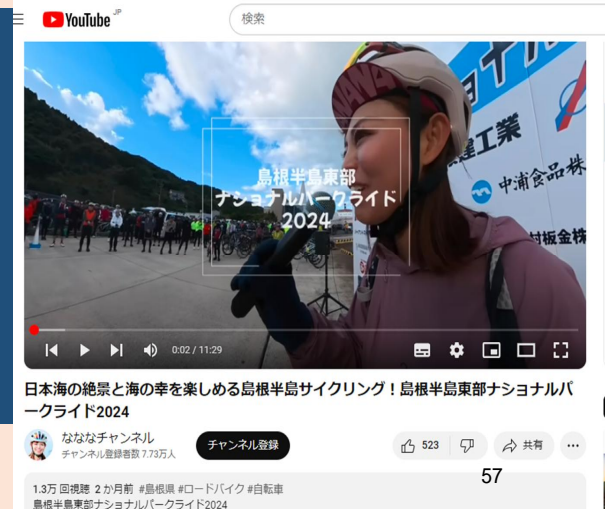 YouTube JP
検索
NANA
建工業
中浦食品株
村板金株
島根半島東部
ナショナルパークライド
2024
0:02 / 11:29
日本海の絶景と海の幸を楽しめる島根半島サイクリング！島根半島東部ナショナルパ
ークライド2024
なななチャンネル
チャンネル登録者数 7.73万人
チャンネル登録
523
共有
57
1.3万 回視聴 2 か月前 #島根県 #ロードバイク #自転車
島根半島東部ナショナルパークライド2024